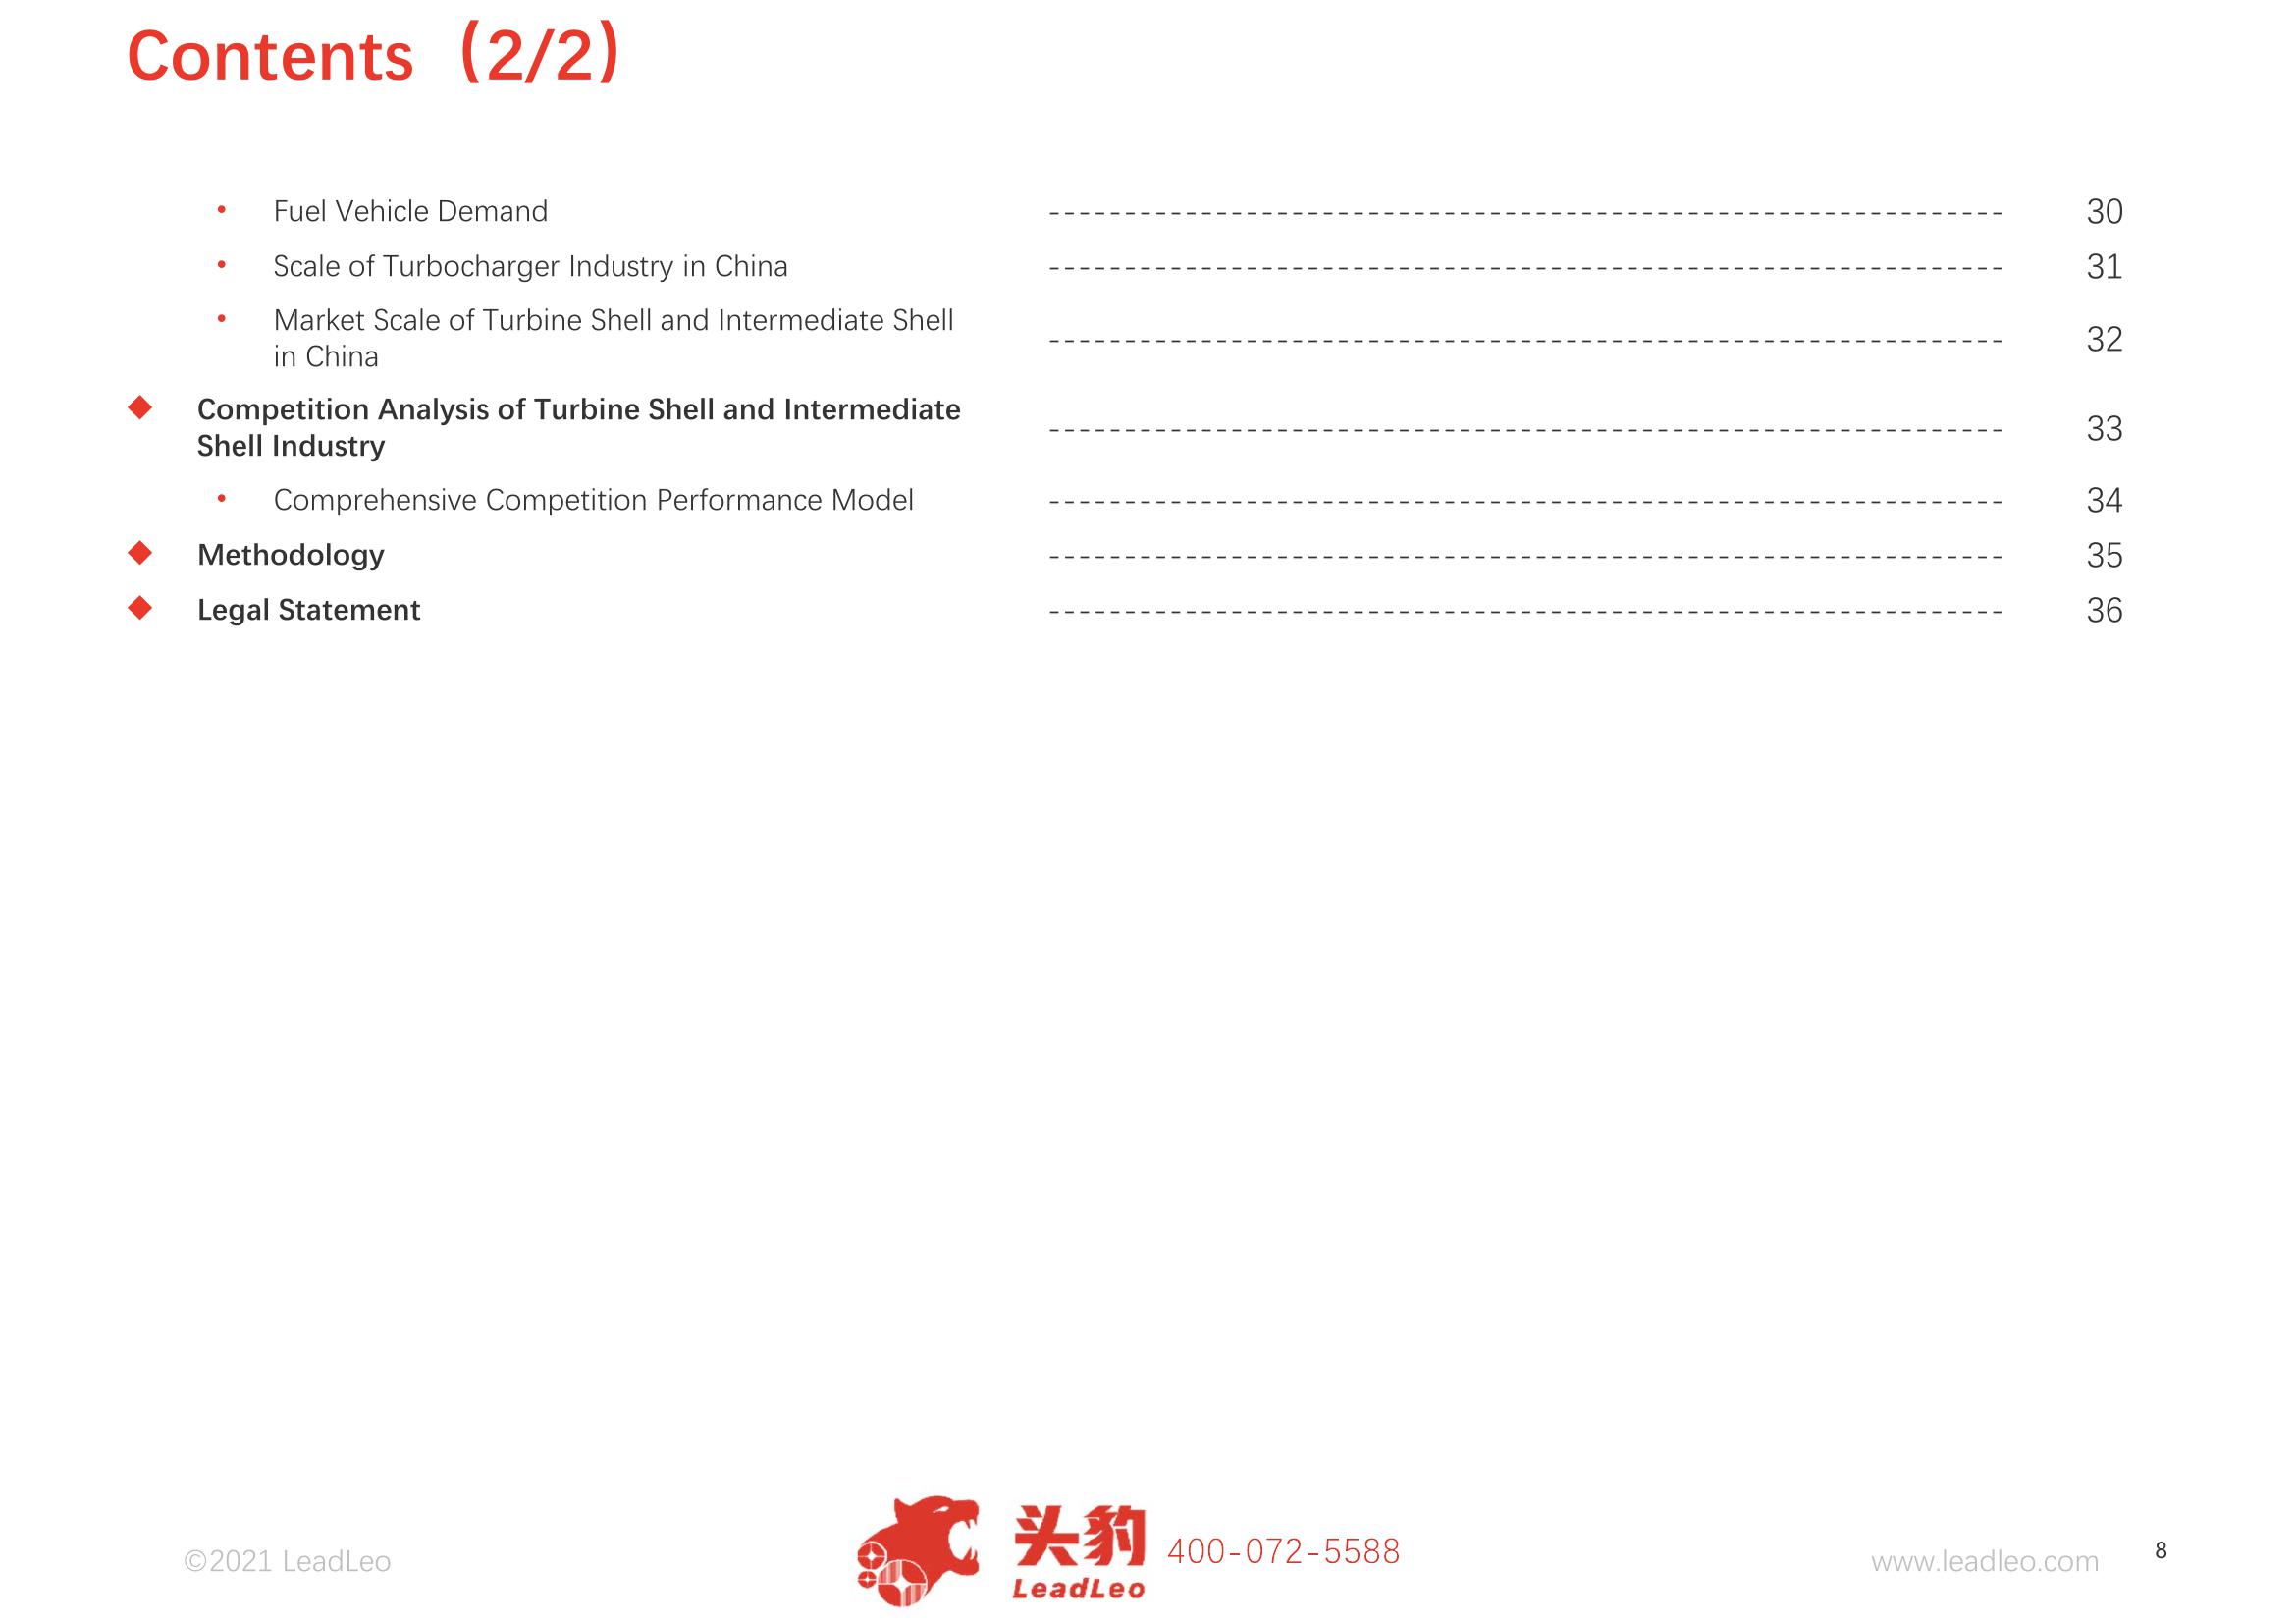 Contents（2/2）
• Fuel Vehicle Demand ---------------------------------------------------------------- 30
• Scale of Turbocharger Industry in China ---------------------------------------------------------------- 31
• Market Scale of Turbine Shell and Intermediate Shell
in China ---------------------------------------------------------------- 32
◆ Competition Analysis of Turbine Shell and Intermediate
Shell Industry ---------------------------------------------------------------- 33
• Comprehensive Competition Performance Model ---------------------------------------------------------------- 34
◆ Methodology ---------------------------------------------------------------- 35
◆ Legal Statement ---------------------------------------------------------------- 36
©2021 LeadLeo
头豹
LeadLeo
400-072-5588
www.leadleo.com
8